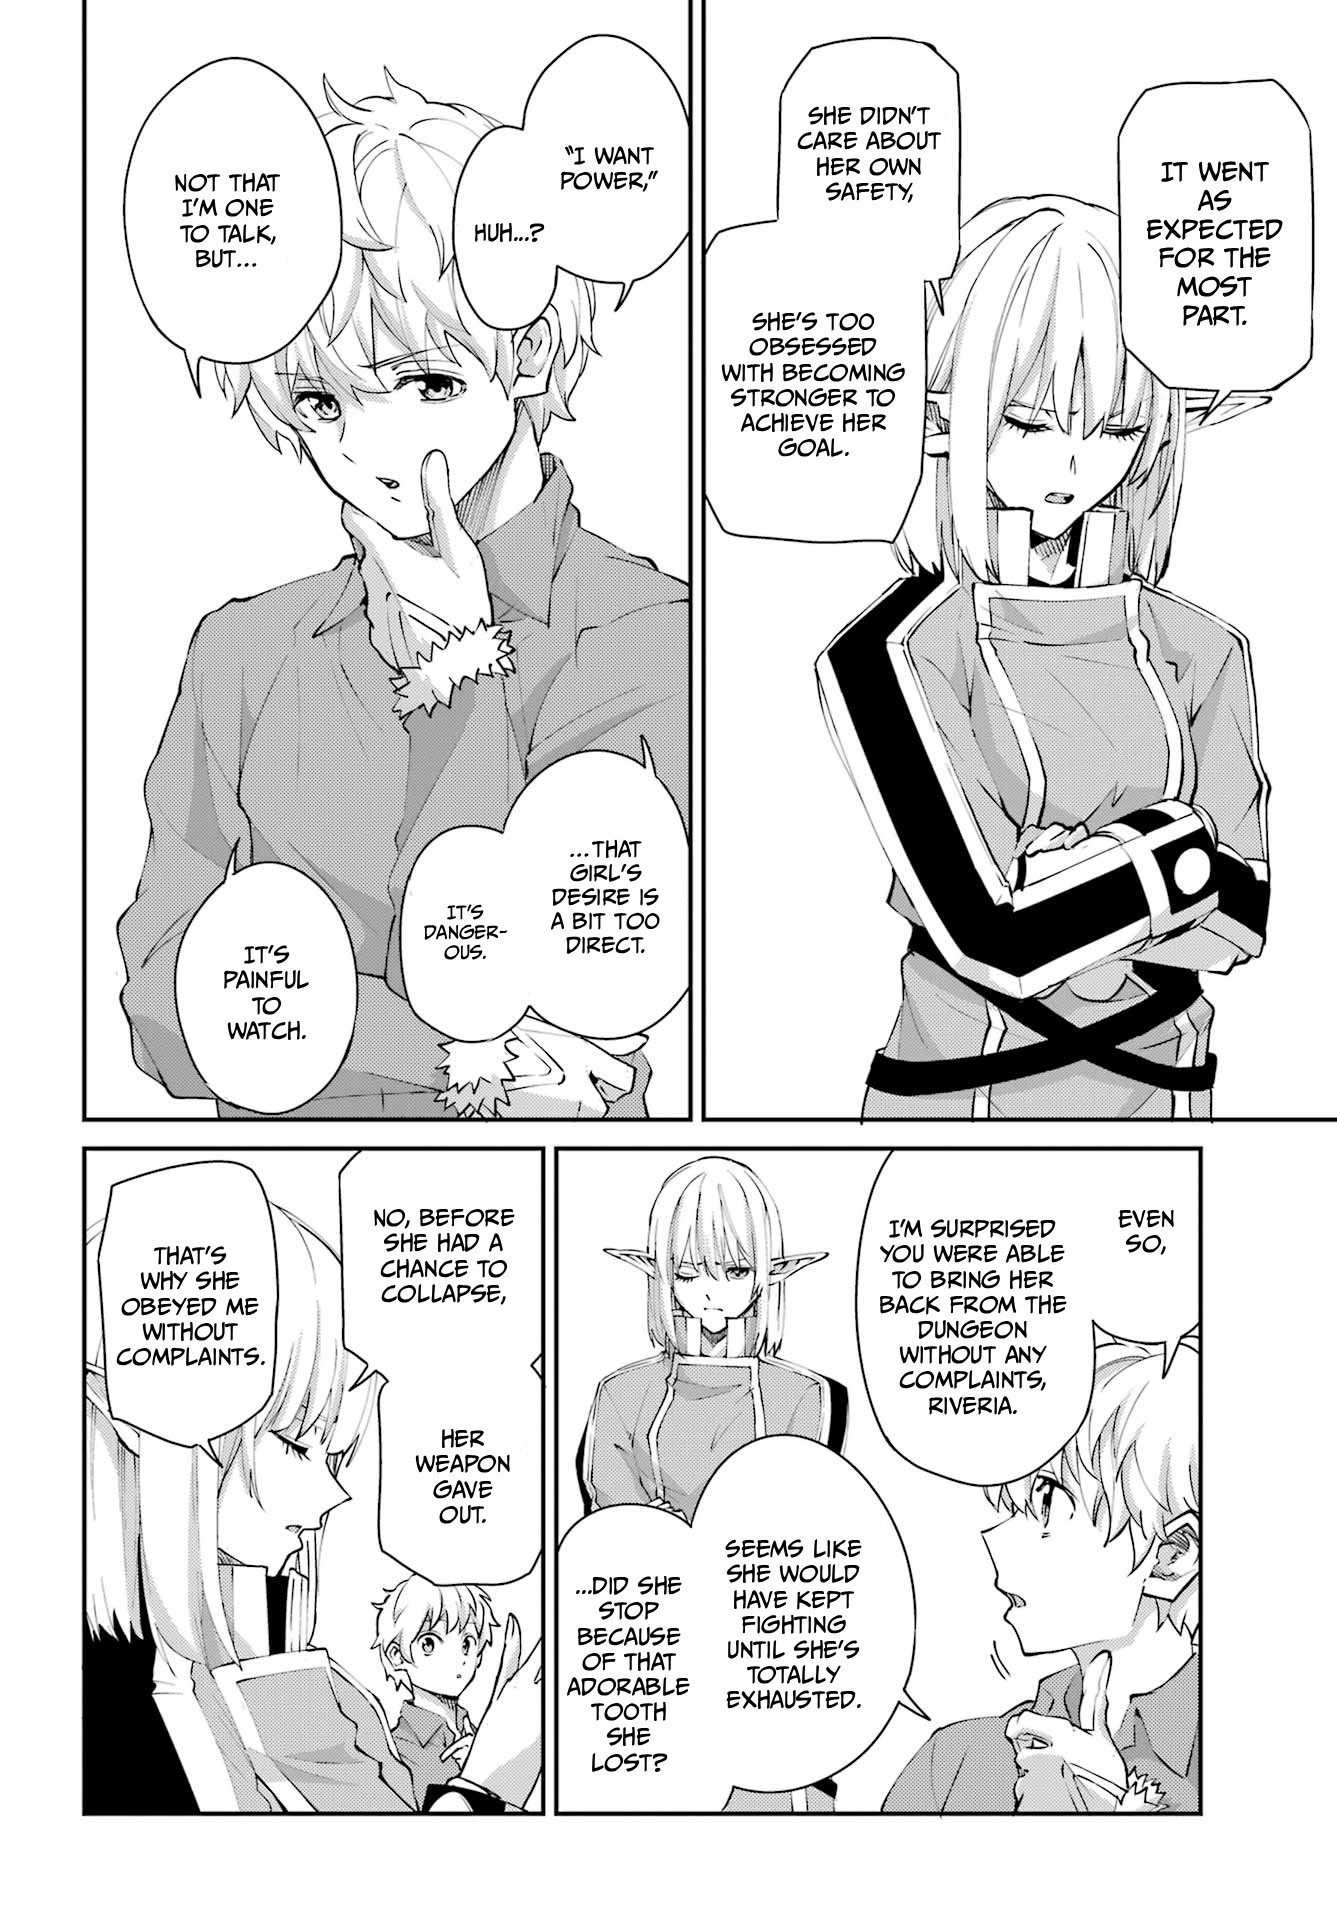 IT WENT
AS
EXPECTED
FOR THE
MOST
PART.
SHE DIDN'T
CARE ABOUT
HER OWN
SAFETY,
SHE'S TOO
OBSESSED
WITH BECOMING
STRONGER TO
ACHIEVE HER
GOAL.
"I WANT
POWER,"
HUH...?
NOT THAT
I'M ONE
TO TALK,
BUT...
...THAT
GIRL'S
DESIRE IS
A BIT TOO
DIRECT.
IT'S
DANGER-
OUS.
IT'S
PAINFUL
TO
WATCH.
EVEN
SO,
I'M SURPRISED
YOU WERE ABLE
TO BRING HER
BACK FROM THE
DUNGEON
WITHOUT ANY
COMPLAINTS,
RIVERIA.
SEEMS LIKE
SHE WOULD
HAVE KEPT
FIGHTING
UNTIL SHE'S
TOTALLY
EXHAUSTED.
...DID SHE
STOP
BECAUSE
OF THAT
ADORABLE
TOOTH
SHE
LOST?
NO, BEFORE
SHE HAD A
CHANCE TO
COLLAPSE,
HER
WEAPON
GAVE
OUT.
THAT'S
WHY SHE
OBEYED ME
WITHOUT
COMPLAINTS.